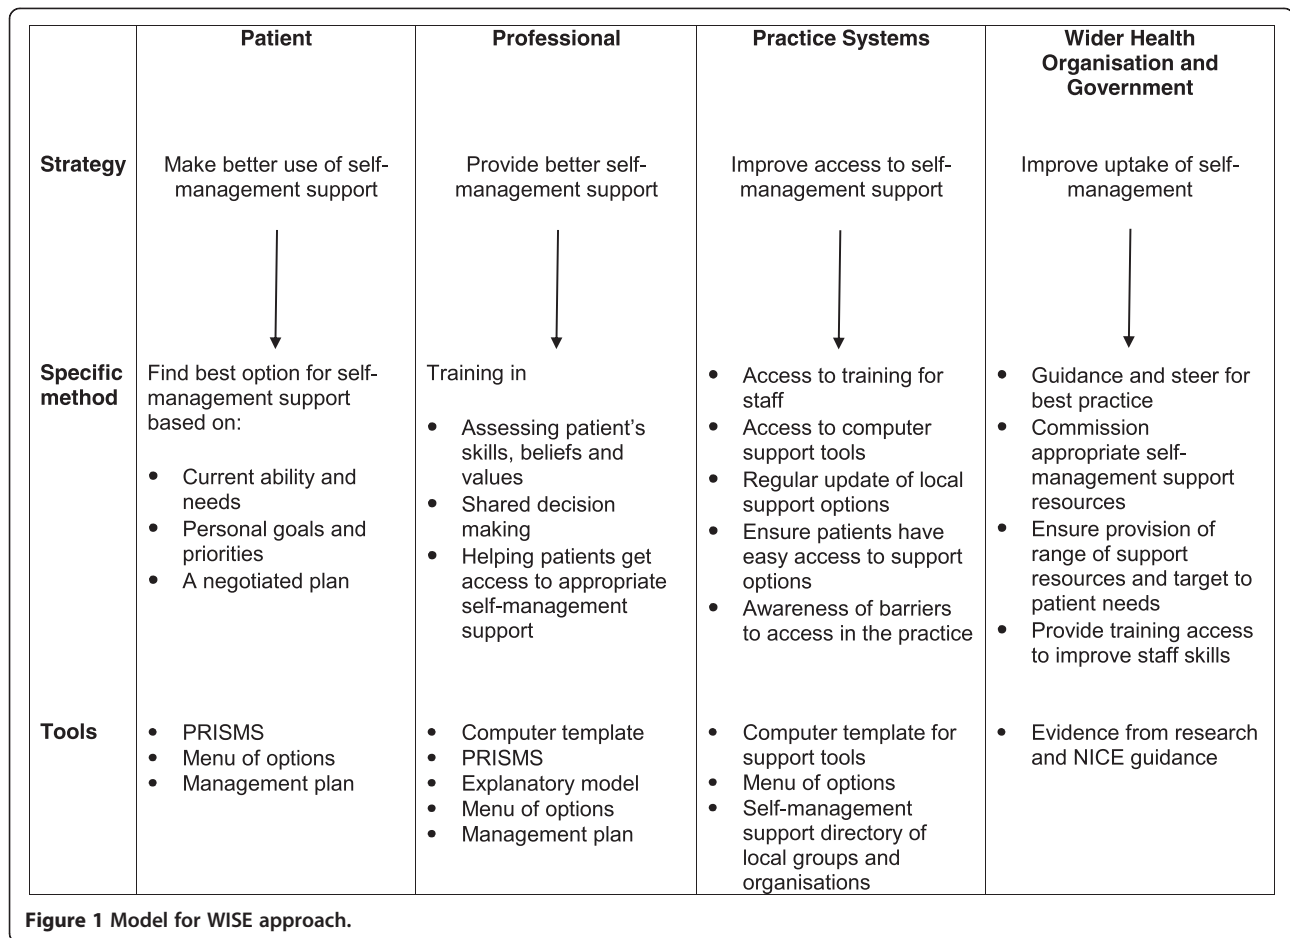 Patient
Professional
Practice Systems
Wider Health
Organisation and
Government
Strategy
Make better use of self-
management support
Provide better self-
management support
Improve access to self-
management support
Improve uptake of self-
management
Specific
method
Find best option for self-
management support
based on:
• Current ability and
needs
• Personal goals and
priorities
• A negotiated plan
Training in
• Assessing patient's
skills, beliefs and
values
• Shared decision
making
• Helping patients get
access to appropriate
self-management
support
• Access to training for
staff
• Access to computer
support tools
• Regular update of local
support options
• Ensure patients have
easy access to support
options
• Awareness of barriers
to access in the practice
• Guidance and steer for
best practice
• Commission
appropriate self-
management support
resources
• Ensure provision of
range of support
resources and target to
patient needs
• Provide training access
to improve staff skills
Tools
• PRISMS
• Menu of options
• Management plan
• Computer template
• PRISMS
• Explanatory model
• Menu of options
• Management plan
• Computer template for
support tools
• Menu of options
• Self-management
support directory of
local groups and
organisations
• Evidence from research
and NICE guidance
Figure 1 Model for WISE approach.